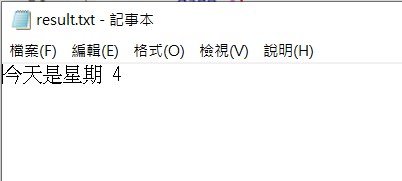 result.txt - 記事本
檔案(F) 編輯(E) 格式(O) 檢視(V) 說明(H)
今天是星期 4